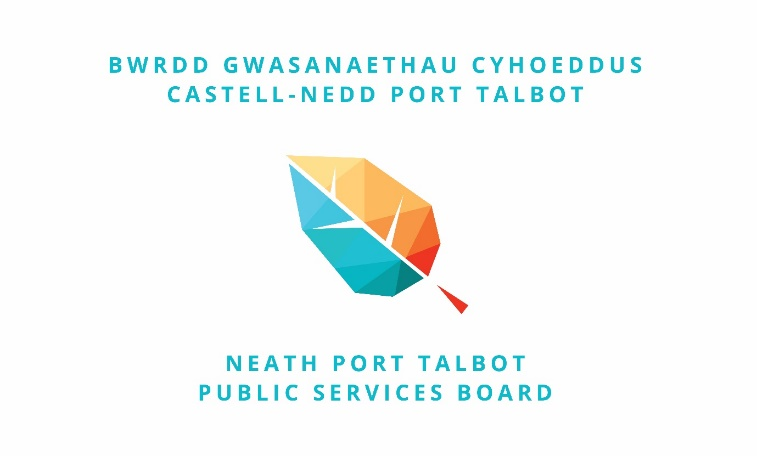 BWRDD GWASANAETHAU CYHOEDDUS
CASTELL-NEDD PORT TALBOT
NEATH PORT TALBOT
PUBLIC SERVICES BOARD